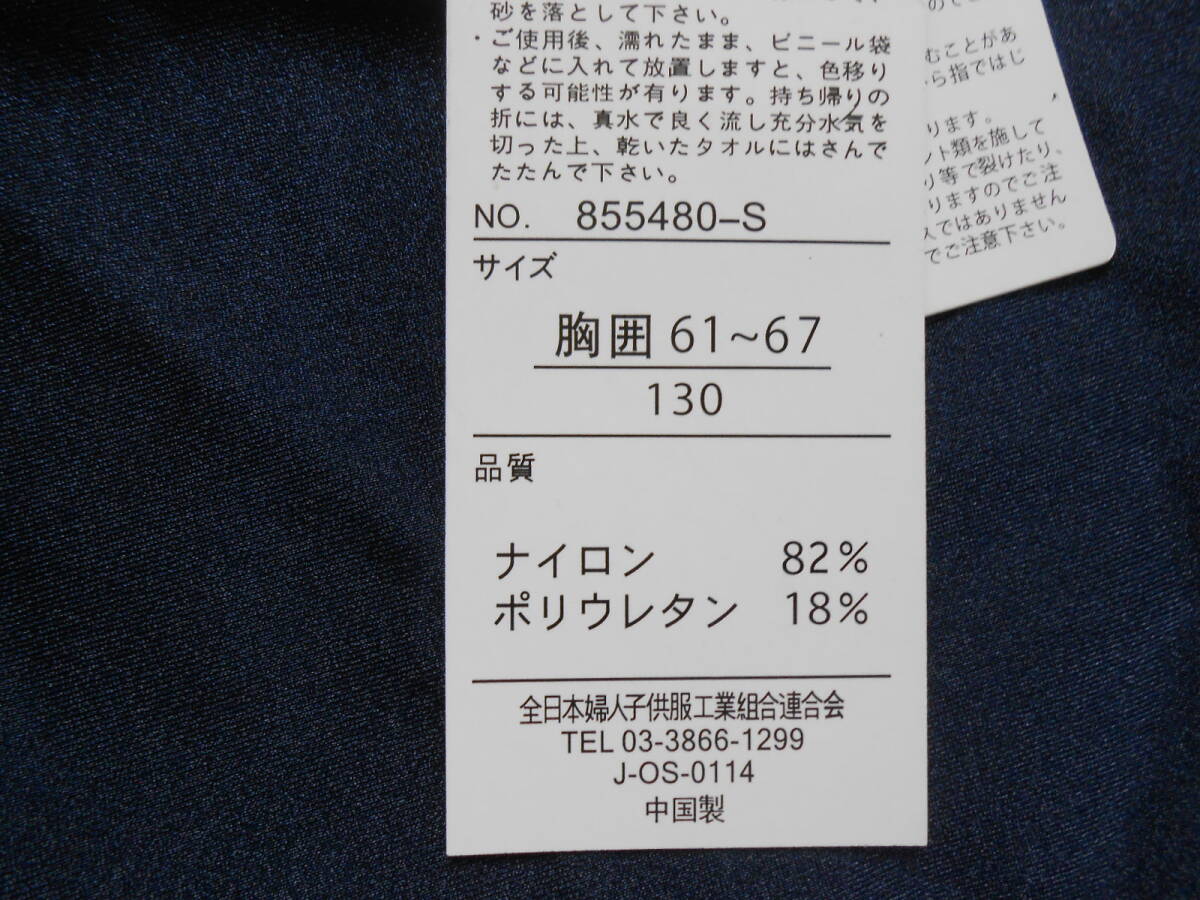 砂を落として下さい。
・ご使用後、濡れたまま、ビニール袋
などに入れて放置しますと、色移り
する可能性が有ります。持ち帰りの
折には、真水で良く流し充分水気を
切った上、乾いたタオルにはさんで
たたんで下さい。
NO. 855480-S
サイズ
胸囲 61~67
130
品質
ナイロン 82%
ポリウレタン 18%
全日本婦人子供服工業組合連合会
TEL 03-3866-1299
J-OS-0114
中国製
むことがあ
ら指ではじ
ります。
ント類を施して
り等で裂けたり、
りますのでご注
スではありません
でご注意下さい。